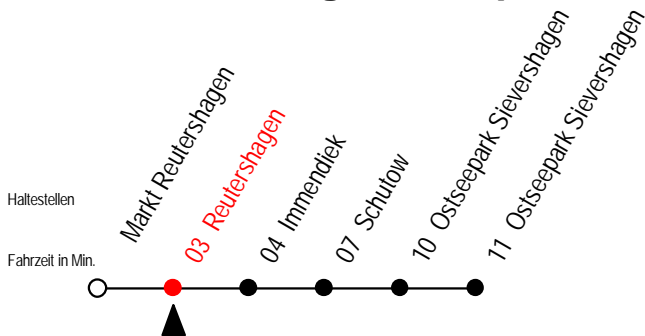 Haltestellen
Fahrzeit in Min.
Markt Reutershagen
03 Reutershagen
04 Immendiek
07 Schutow
10 Ostseepark Sievershagen
11 Ostseepark Sievershagen